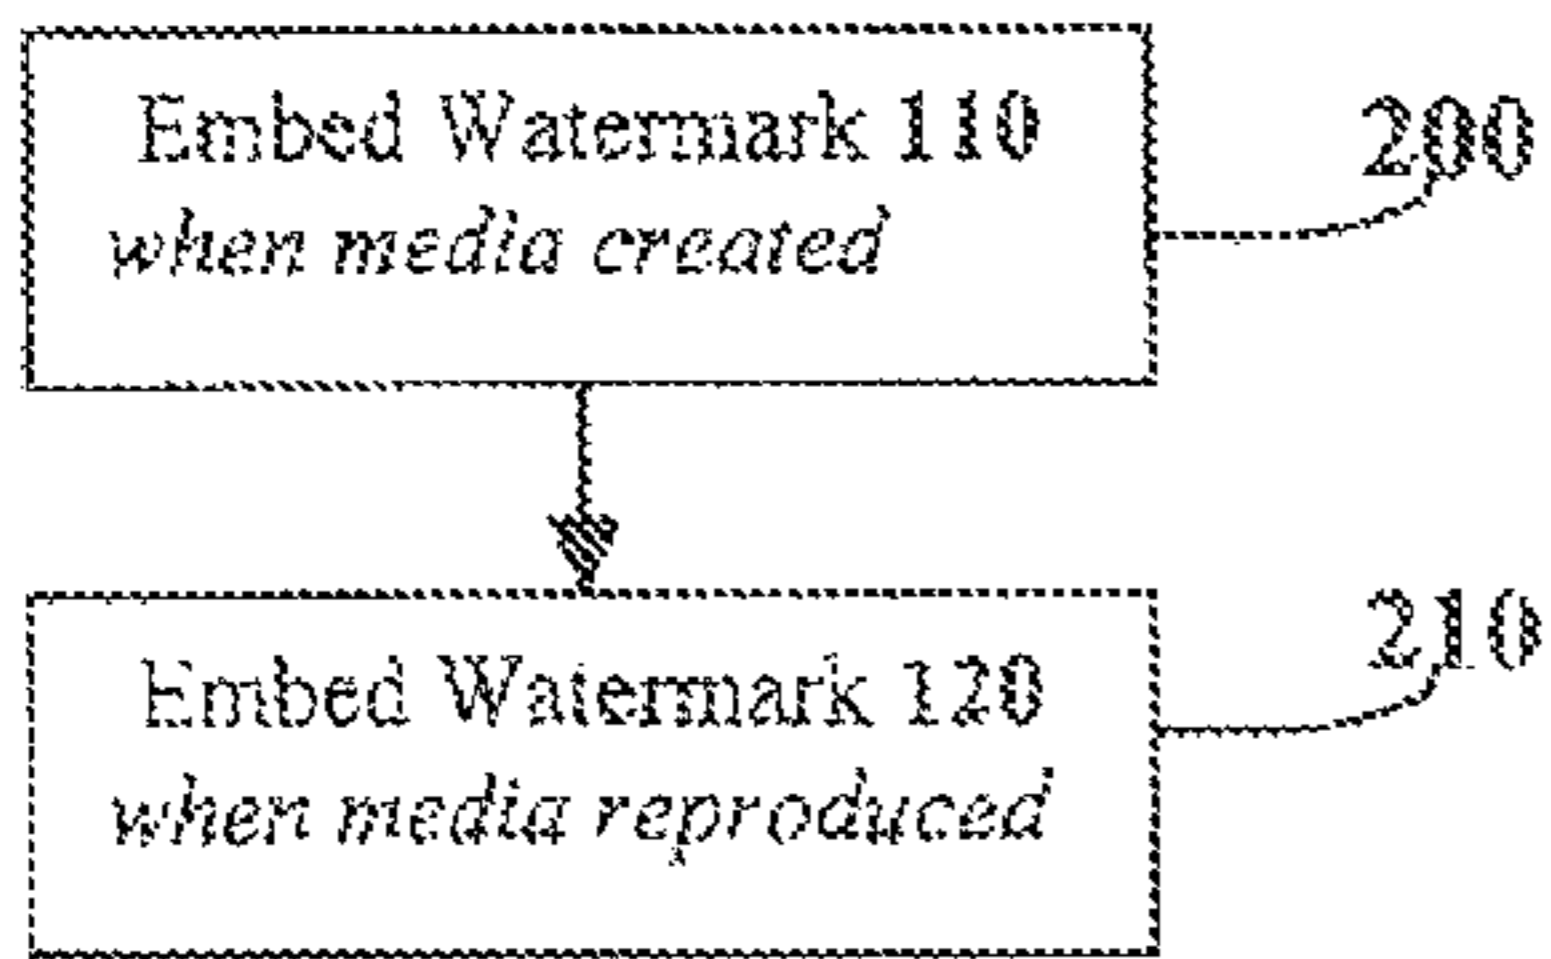 Embed Watermark 110
when media created
200
Embed Watermark 120
when media reproduced
210